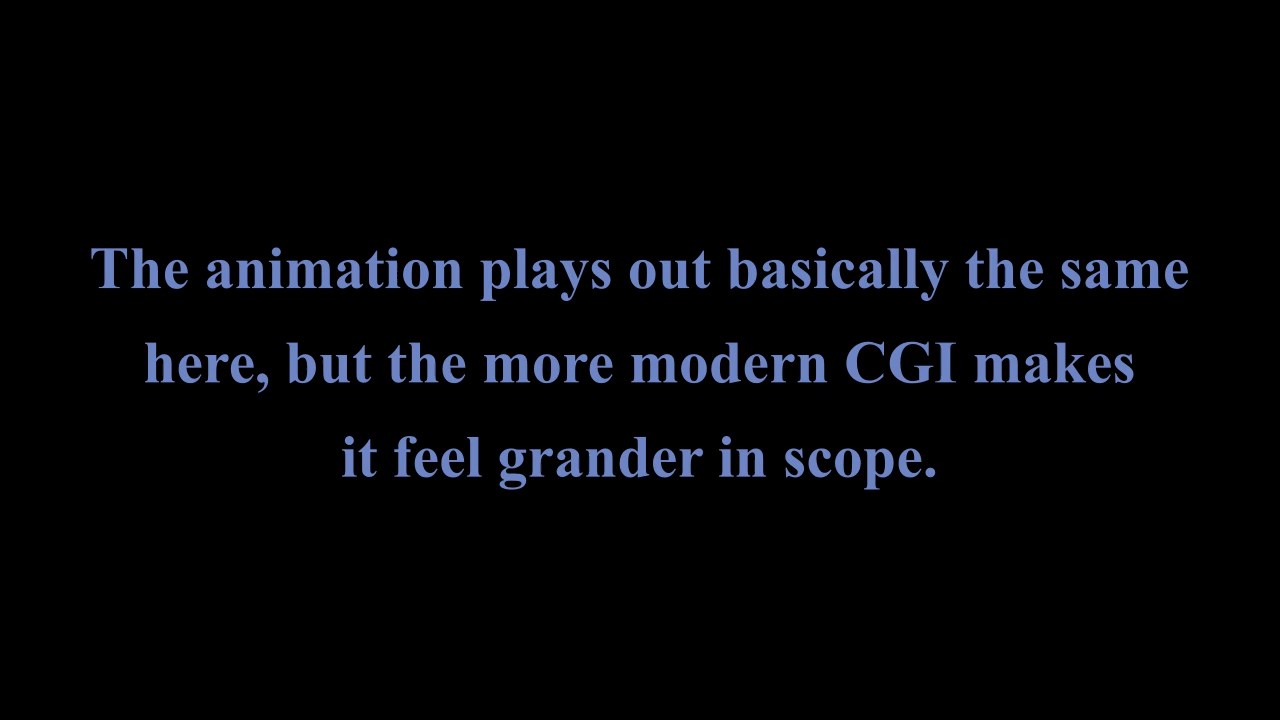 The animation plays out basically the same
here, but the more modern CGI makes
it feel grander in scope.